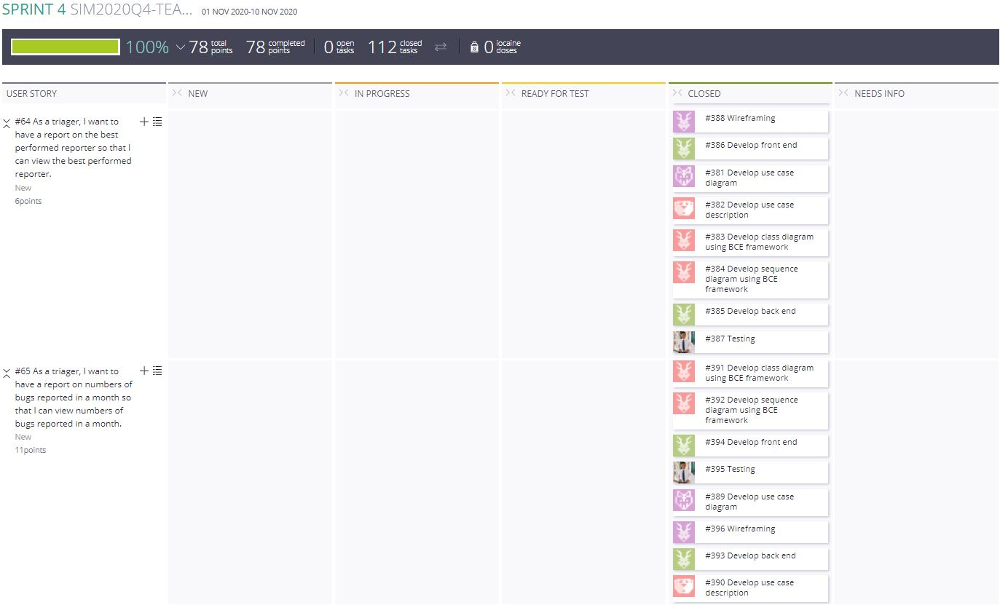 SPRINT 4 SIM2020Q4-TEA... 01 NOV 2020-10 NOV 2020
100% 78 total points 78 completed points 0 open tasks 112 closed tasks 0 iocaine doses
USER STORY NEW IN PROGRESS READY FOR TEST CLOSED NEEDS INFO
#64 As a triager, I want to
have a report on the best
performed reporter so that I
can view the best performed
reporter.
New
6points
#388 Wireframing
#386 Develop front end
#381 Develop use case
diagram
#382 Develop use case
description
#383 Develop class diagram
using BCE framework
#384 Develop sequence
diagram using BCE
framework
#385 Develop back end
#387 Testing
#65 As a triager, I want to
have a report on numbers of
bugs reported in a month so
that I can view numbers of
bugs reported in a month.
New
11points
#391 Develop class diagram
using BCE framework
#392 Develop sequence
diagram using BCE
framework
#394 Develop front end
#395 Testing
#389 Develop use case
diagram
#396 Wireframing
#393 Develop back end
#390 Develop use case
description